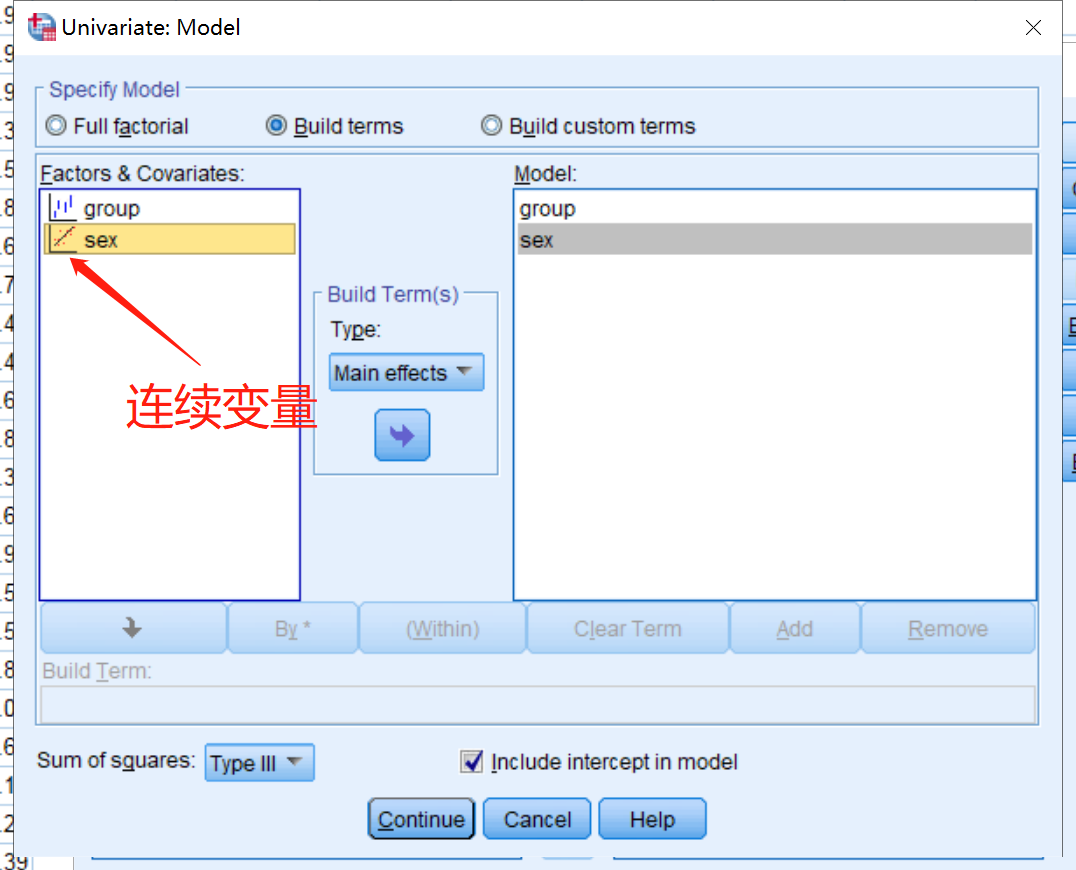 Univariate: Model
Specify Model
Full factorial
Build terms
Build custom terms
Factors & Covariates:
Model:
group
sex
group
sex
连续变量
Build Term(s)
Type:
Main effects
By *
(Within)
Clear Term
Add
Remove
Build Term:
Sum of squares:
Type III
Include intercept in model
Continue
Cancel
Help